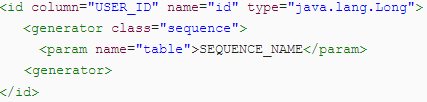 <id column="USER_ID" name="id" type="java.lang.Long">
<generator class="sequence">
<param name="table">SEQUENCE_NAME</param>
<generator>
</id>